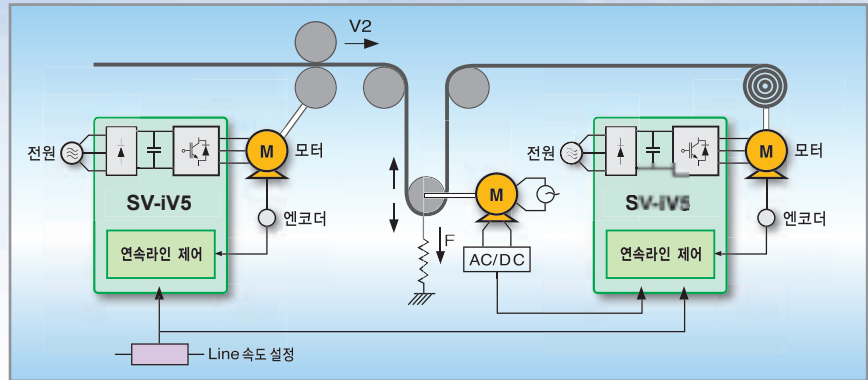 V2
전원
M
모터
SV-iV5
엔코더
연속라인 제어
M
F
AC/DC
전원
M
모터
SV-iV5
엔코더
연속라인 제어
Line 속도 설정